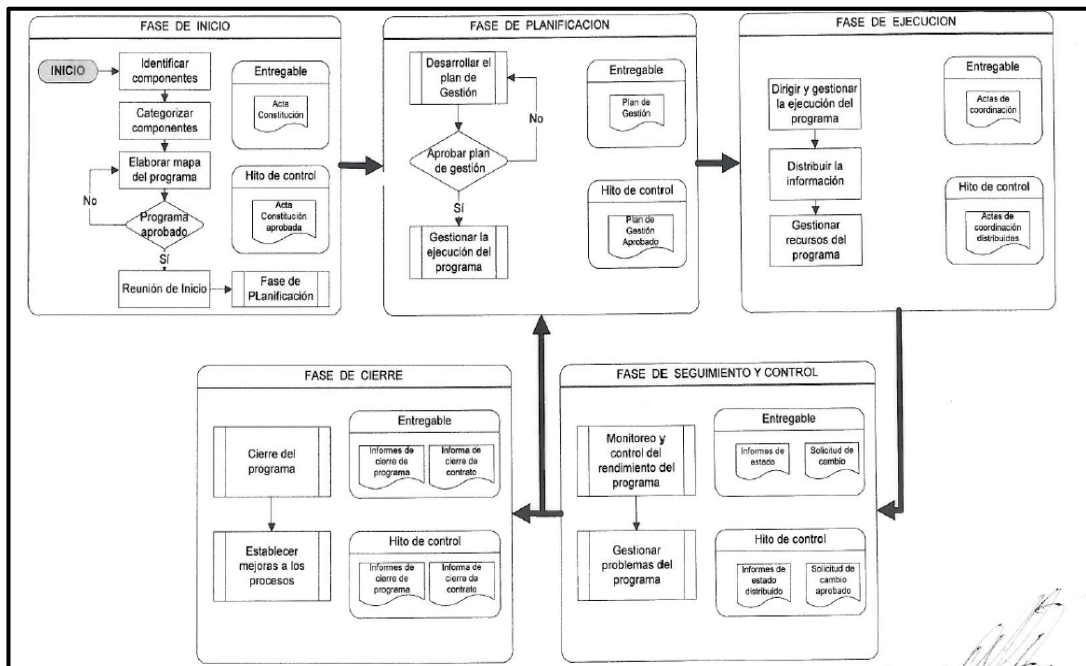 FASE DE INICIO
INICIO
Identificar
componentes
Categorizar
componentes
Elaborar mapa
del programa
No
Programa
aprobado
Sí
Reunión de Inicio
Fase de
PLanificación
Entregable
Acta
Constitución
Hito de control
Acta
Constitución
aprobada
FASE DE PLANIFICACION
Desarrollar el
plan de
Gestión
No
Aprobar plan
de gestión
Sí
Gestionar la
ejecución del
programa
Entregable
Plan de
Gestión
Hito de control
Plan de
Gestión
Aprobado
FASE DE EJECUCION
Dirigir y gestionar
la ejecución del
programa
Distribuir la
información
Gestionar
recursos del
programa
Entregable
Actas de
coordinación
Hito de control
Actas de
coordinación
distribuidas
FASE DE CIERRE
Cierre del
programa
Establecer
mejoras a los
procesos
Entregable
Informes de
cierre de
programa
Informa de
cierre de
contrato
Hito de control
Informes de
cierre de
programa
Informa de
cierre de
contrato
FASE DE SEGUIMIENTO Y CONTROL
Monitoreo y
control del
rendimiento del
programa
Gestionar
problemas del
programa
Entregable
Informes de
estado
Solicitud de
cambio
Hito de control
Informes de
estado
distribuido
Solicitud de
cambio
aprobado